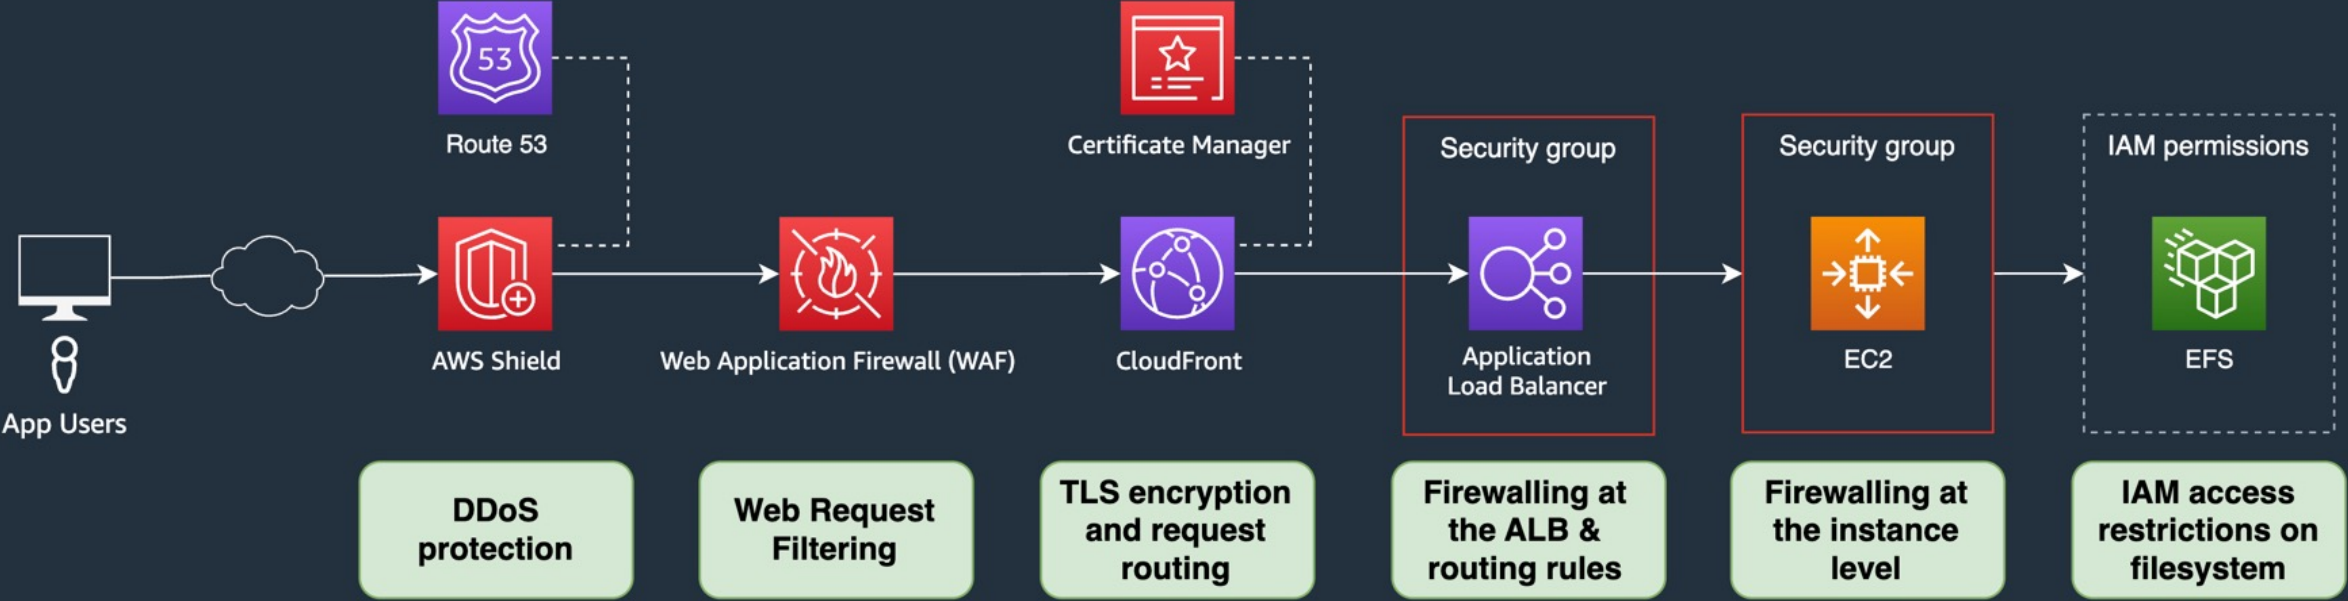 53
Route 53
Certificate Manager
Security group
Security group
IAM permissions
AWS Shield
Web Application Firewall (WAF)
CloudFront
Application
Load Balancer
EC2
EFS
App Users
DDoS
protection
Web Request
Filtering
TLS encryption
and request
routing
Firewalling at
the ALB &
routing rules
Firewalling at
the instance
level
IAM access
restrictions on
filesystem